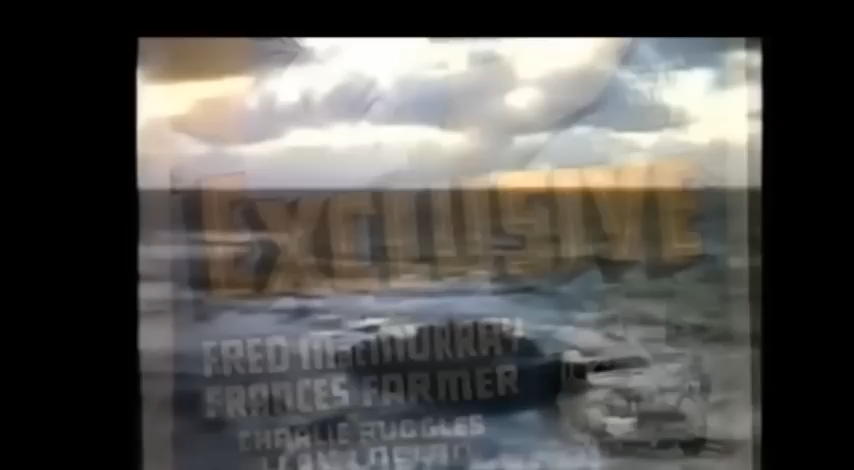 EXCLUSIVE
FRED MacMURRAY
FRANCES FARMER
CHARLIE RUGGLES